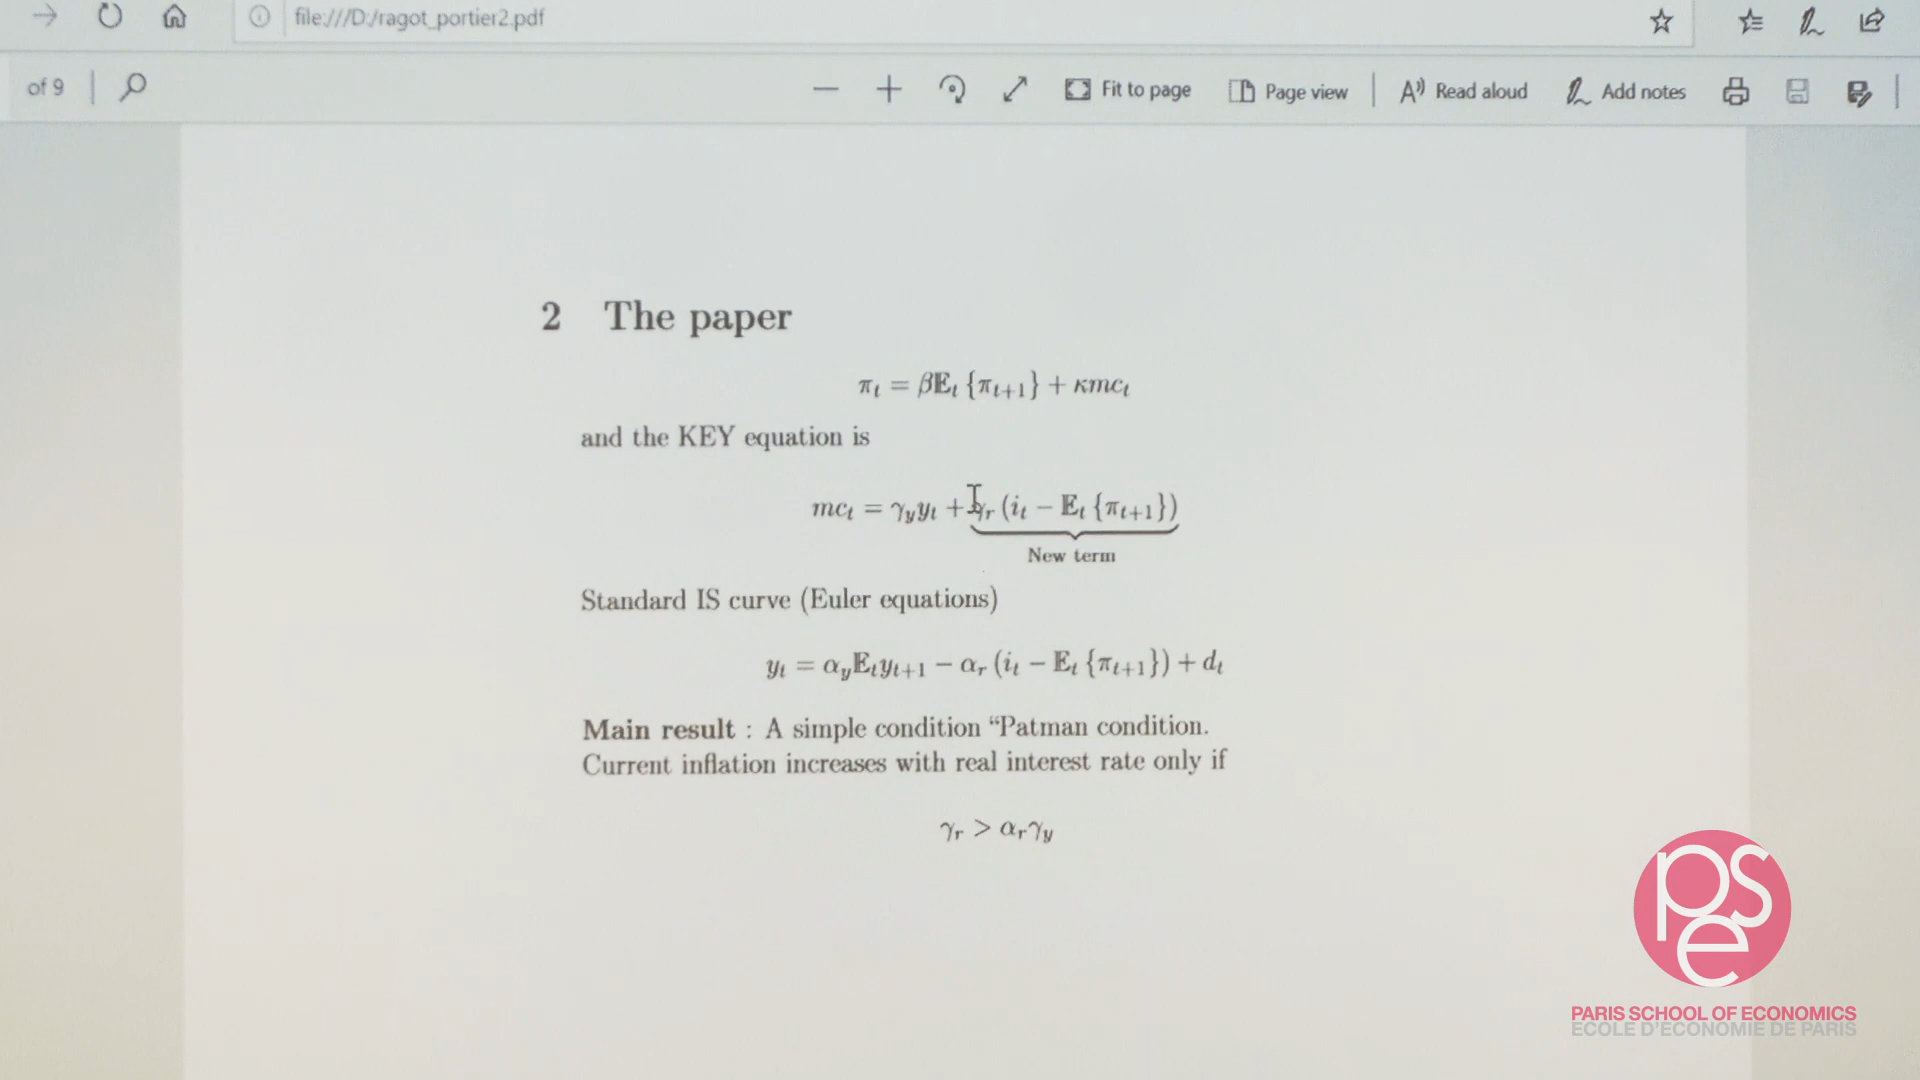 file:///D:/ragot_portier2.pdf
of 9
Fit to page
Page view
Read aloud
Add notes
2 The paper
π_t = β𝔼_t {π_{t+1}} + κmc_t
and the KEY equation is
mc_t = γ_y y_t + γ_r (i_t − 𝔼_t {π_{t+1}})
New term
Standard IS curve (Euler equations)
y_t = α_y 𝔼_t y_{t+1} − α_r (i_t − 𝔼_t {π_{t+1}}) + d_t
Main result : A simple condition “Patman condition.
Current inflation increases with real interest rate only if
γ_r > α_r γ_y
pse
PARIS SCHOOL OF ECONOMICS
ECOLE D'ECONOMIE DE PARIS